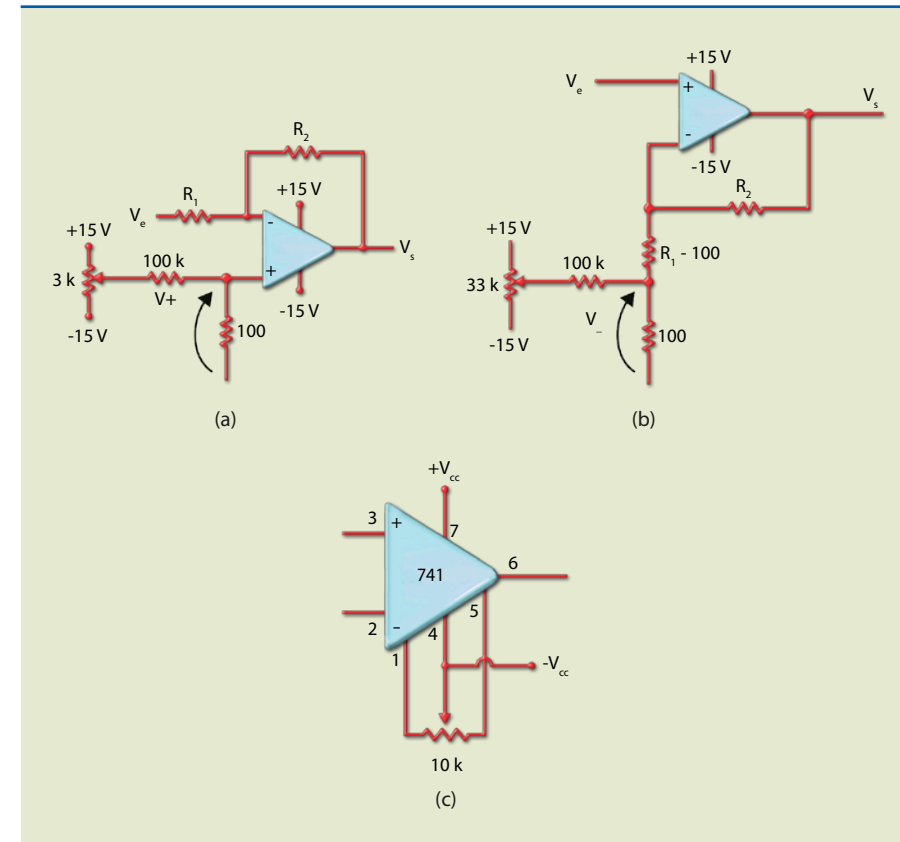 R₂
R₁
+15 V
Vₑ
-
+15 V
Vₛ
3 k
100 k
+
V+
-15 V
-15 V
100
(a)
+15 V
Vₑ
+
Vₛ
-
-15 V
R₂
+15 V
R₁ - 100
33 k
100 k
V₋
-15 V
100
(b)
+Vcc
3
+
7
741
6
5
2
-
4
1
-Vcc
10 k
(c)